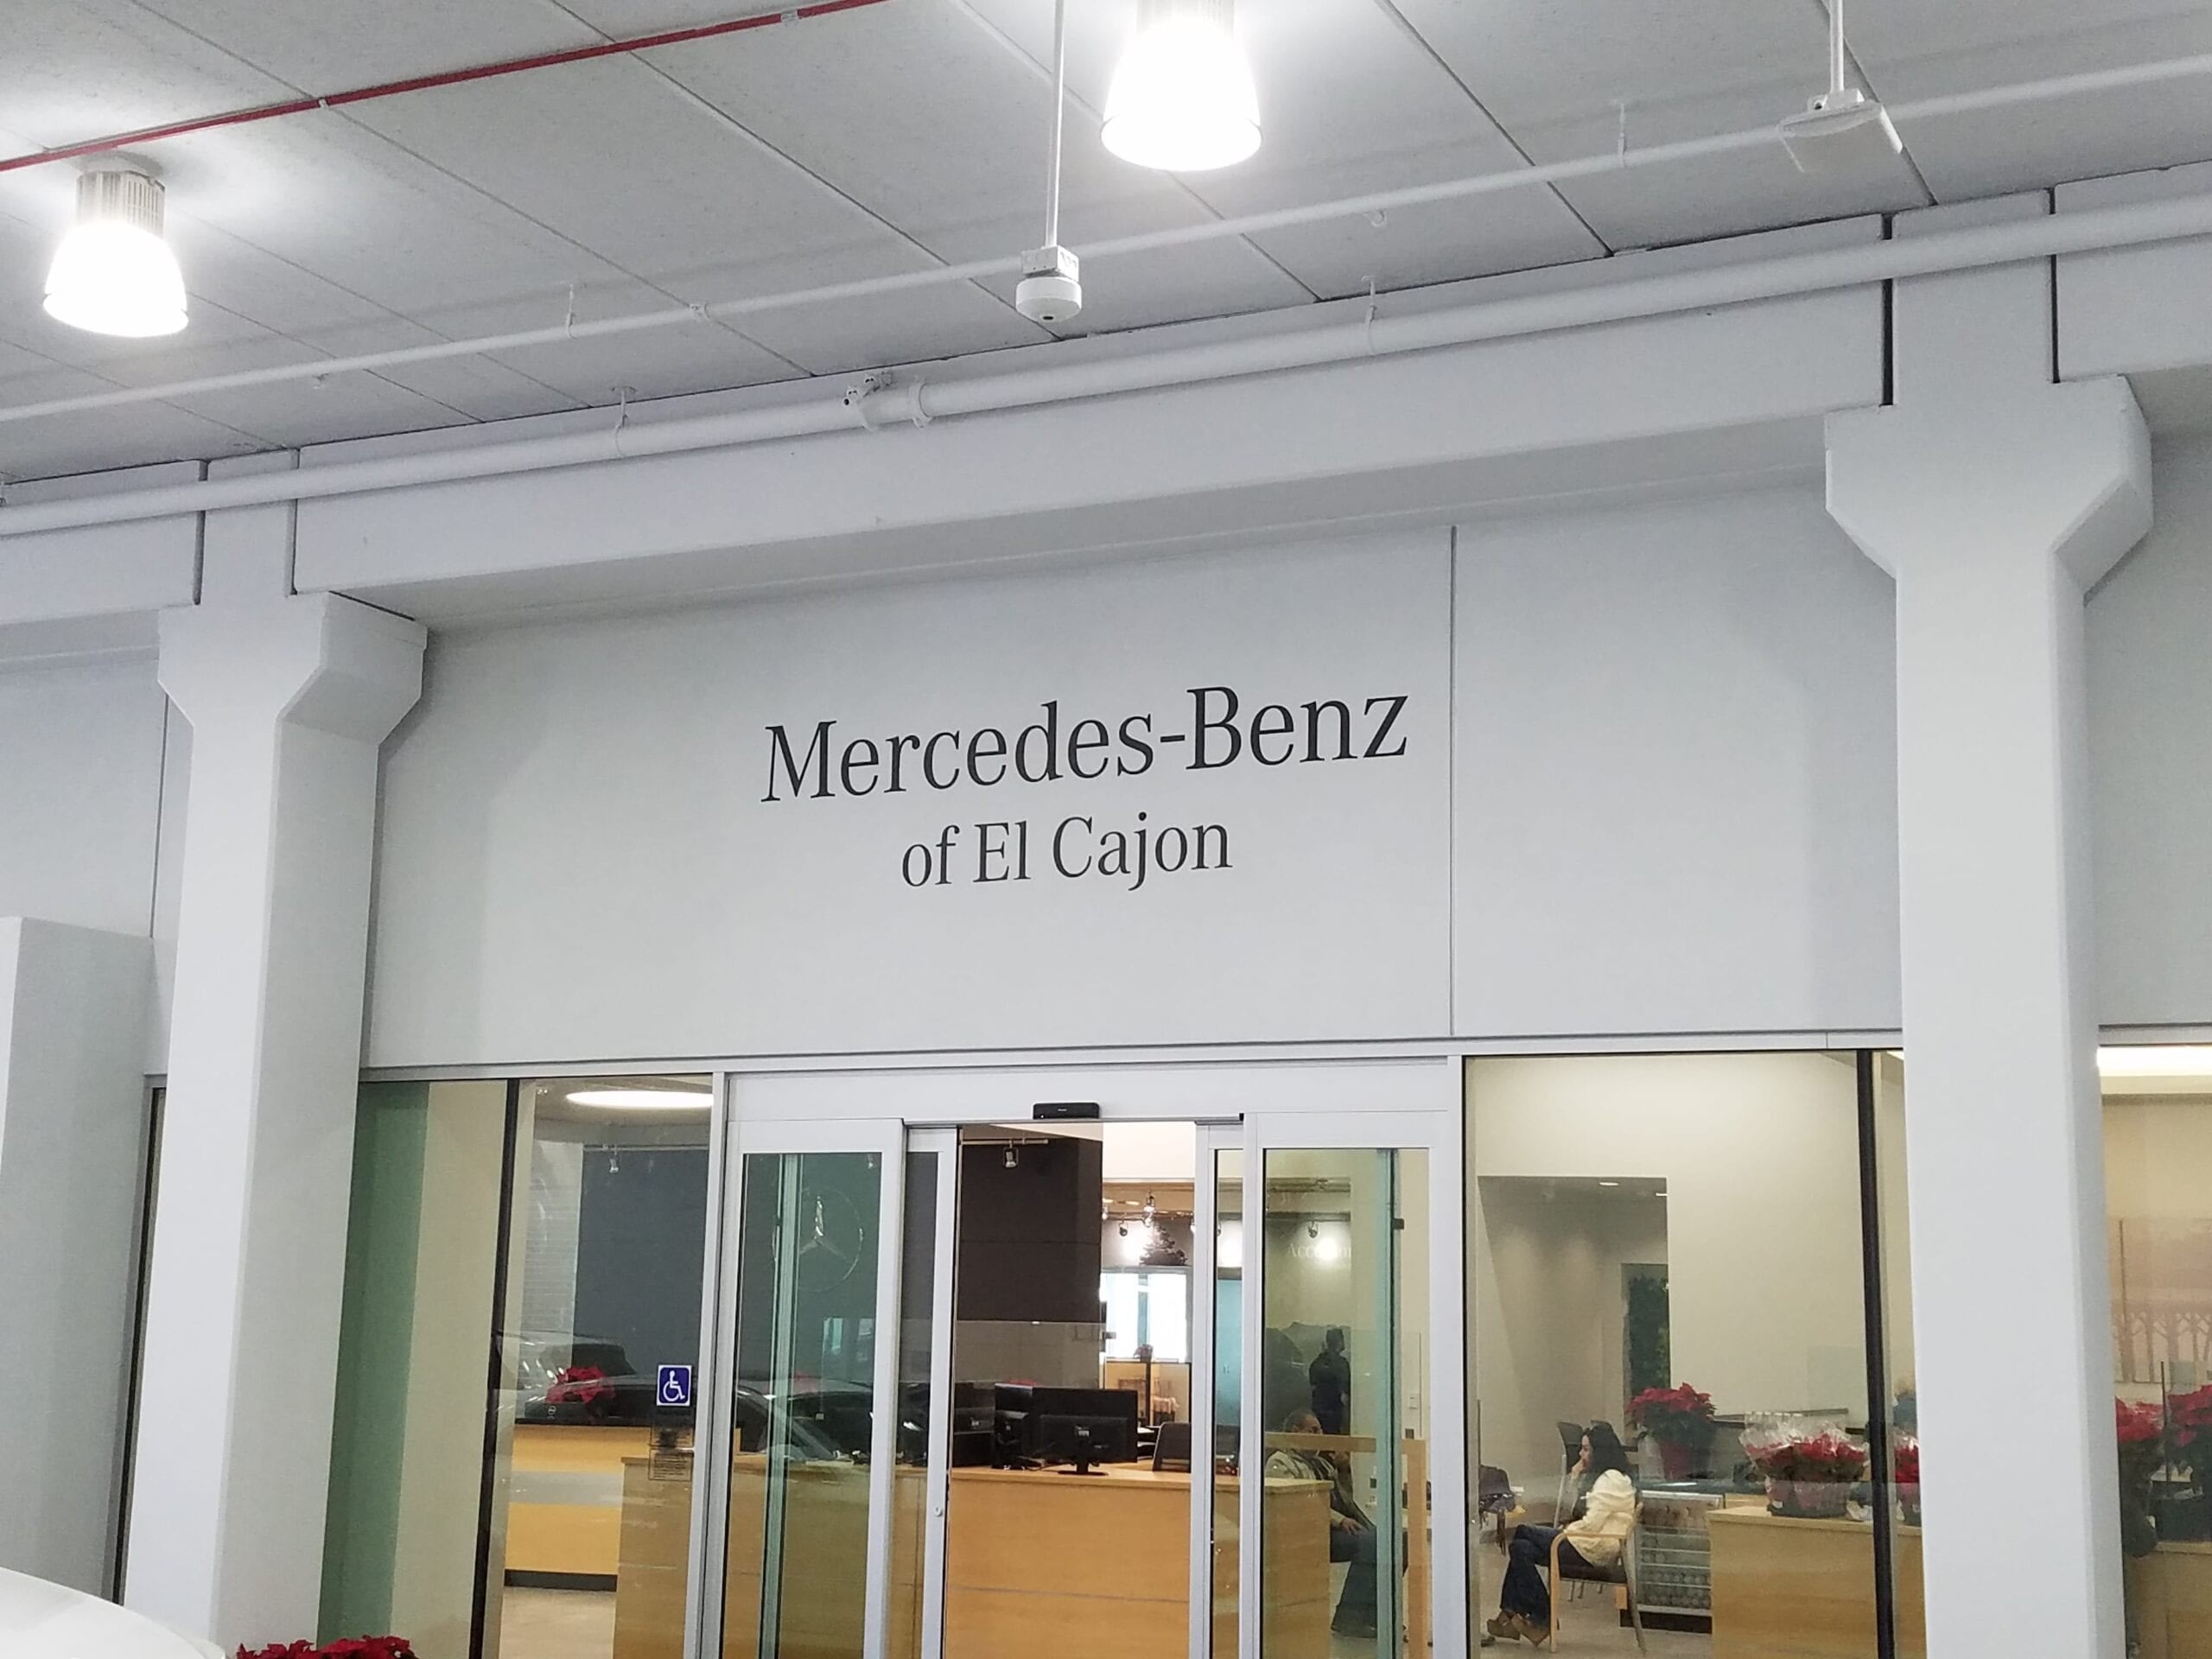 Mercedes-Benz
of El Cajon